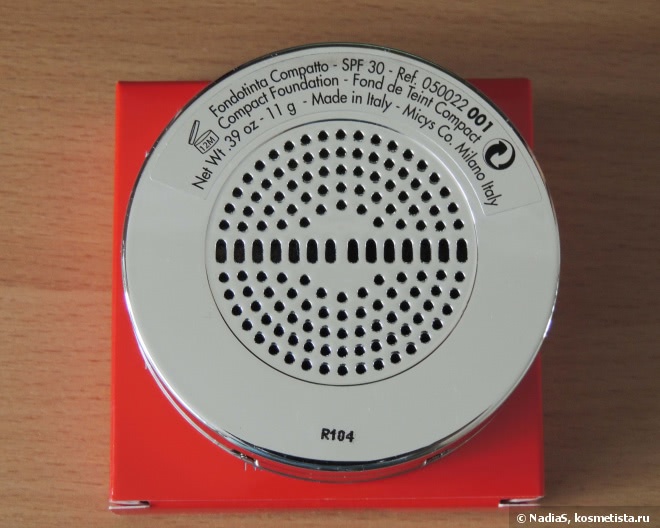 Fondotinta Compatto - SPF 30 - Ref. 050022 001
Compact Foundation - Fond de Teint Compact
12M
Net Wt .39 oz - 11 g - Made in Italy - Micys Co. Milano Italy
R104
© NadiaS, kosmetista.ru